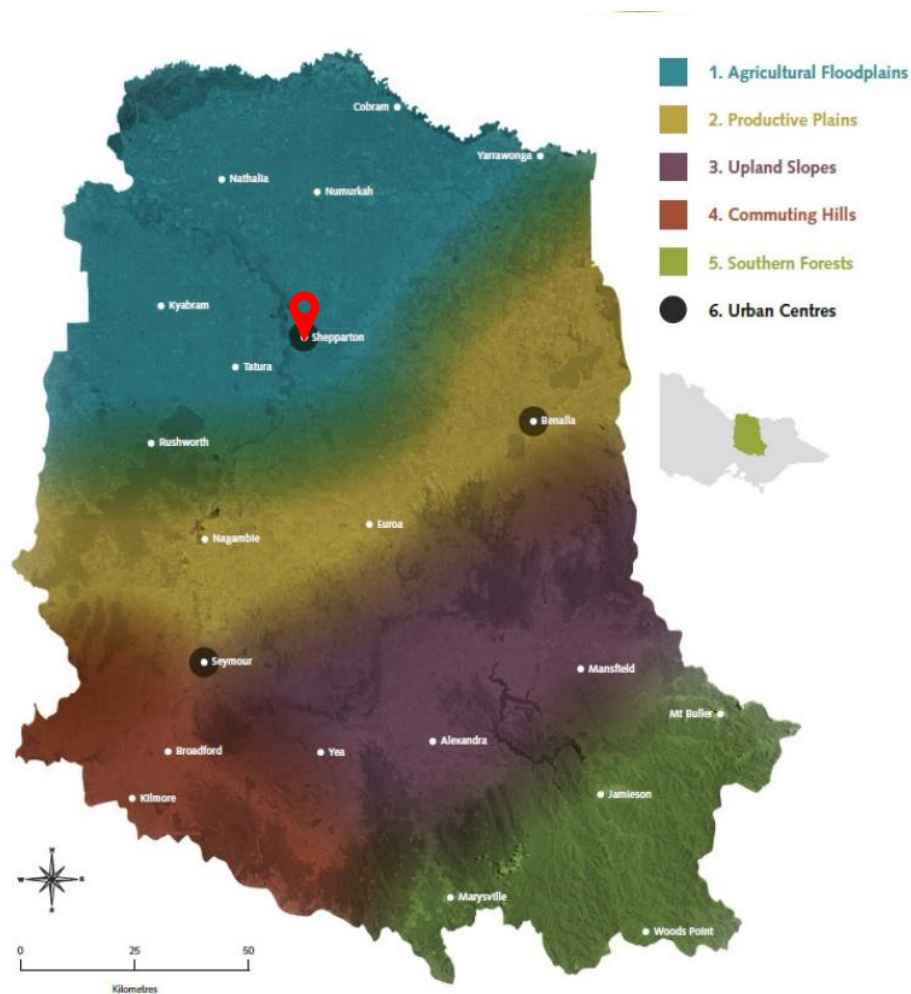 1. Agricultural Floodplains
2. Productive Plains
3. Upland Slopes
4. Commuting Hills
5. Southern Forests
6. Urban Centres
Cobram
Yarrawonga
Nathalia
Numurkah
Kyabram
Shepparton
Tatura
Benalla
Rushworth
Euroa
Nagambie
Seymour
Mansfield
Mt Buller
Alexandra
Broadford
Yea
Jamieson
Kilmore
Marysville
Woods Point
N
W
E
S
0 25 50
Kilometres